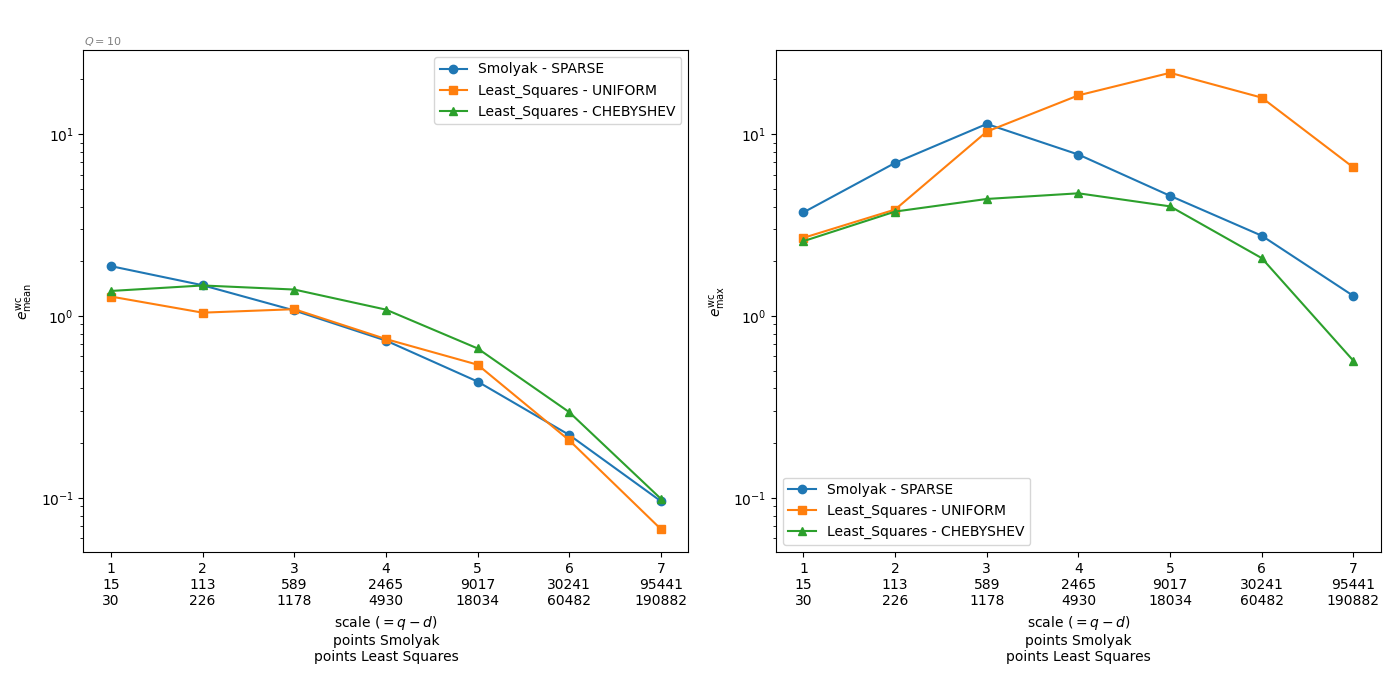 Q = 10
Smolyak - SPARSE
Least_Squares - UNIFORM
Least_Squares - CHEBYSHEV
10¹
10⁰
10⁻¹
e^wc_mean
1 2 3 4 5 6 7
15 113 589 2465 9017 30241 95441
30 226 1178 4930 18034 60482 190882
scale (= q − d)
points Smolyak
points Least Squares
10¹
10⁰
10⁻¹
e^wc_max
Smolyak - SPARSE
Least_Squares - UNIFORM
Least_Squares - CHEBYSHEV
1 2 3 4 5 6 7
15 113 589 2465 9017 30241 95441
30 226 1178 4930 18034 60482 190882
scale (= q − d)
points Smolyak
points Least Squares